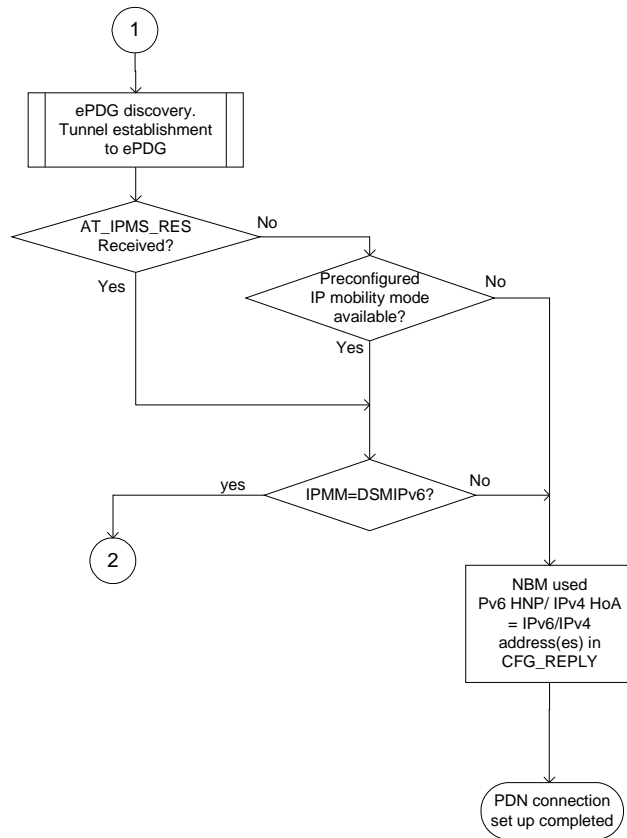 1
ePDG discovery.
Tunnel establishment
to ePDG
AT_IPMS_RES
Received?
No
Yes
Preconfigured
IP mobility mode
available?
No
Yes
IPMM=DSMIPv6?
yes
No
2
NBM used
Pv6 HNP/ IPv4 HoA
= IPv6/IPv4
address(es) in
CFG_REPLY
PDN connection
set up completed